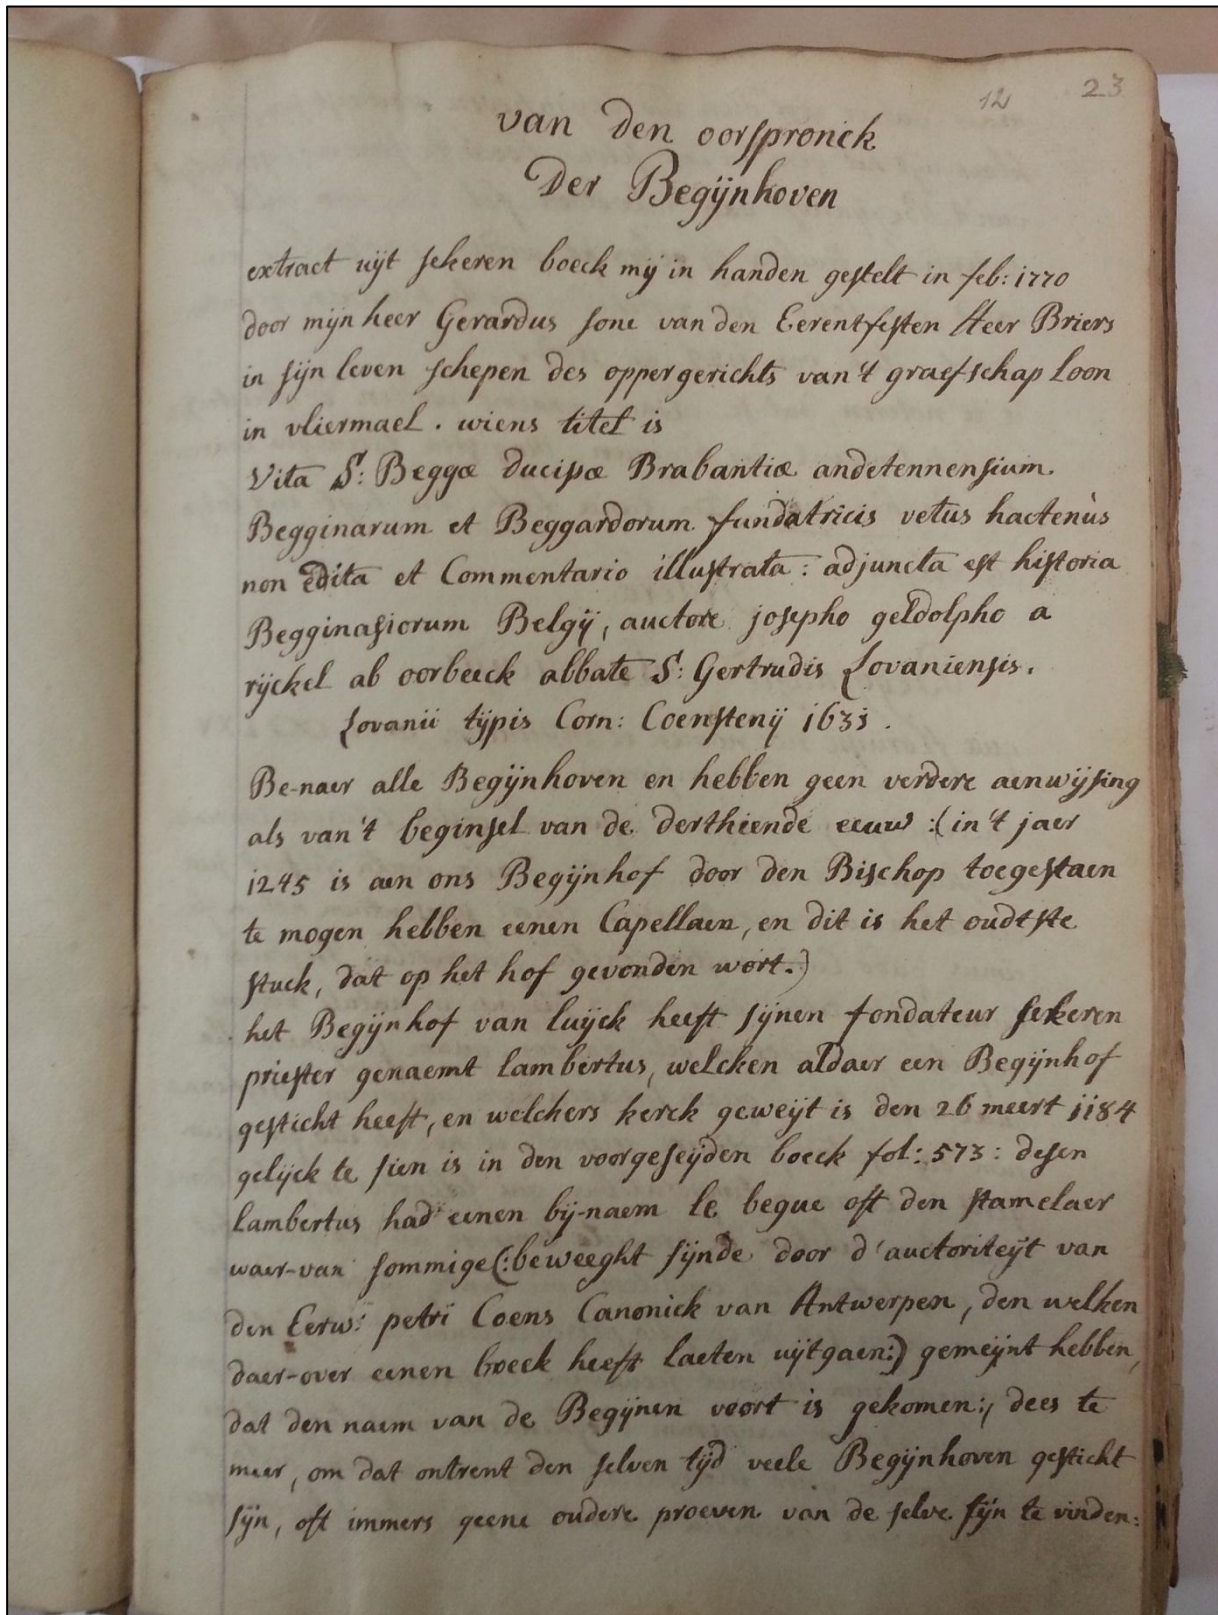 12 23
van den oorspronck
Der Begijnhoven
extract uijt sekeren boeck mij in handen gestelt in feb: 1770
door mijn heer Gerardus sone van den Eerentfesten Heer Briers
in sijn leven schepen des oppergerichts van't graefschap Loon
in vliermael. wiens titel is
Vita S: Beggæ Ducissæ Brabantiæ andetennensium
Begginarum et Beggardorum fundatricis vetus hactenùs
non edita et Commentario illustrata: adjuncta est historia
Begginasiorum Belgij, auctore josepho geldolpho a
rijckel ab oorbeeck abbate S: Gertrudis Lovaniensis.
Lovanii tijpis Corn: Coenstenij 1631.
Be-naer alle Begijnhoven en hebben geen verdere aenwijsing
als van't beginsel van de derthiende eeuw :(in't jaer
1245 is aen ons Begijnhof door den Bischop toegestaen
te mogen hebben eenen Capellaen, en dit is het oudtste
stuck, dat op het hof gevonden wort.)
het Begijnhof van luijck heeft sijnen fondateur sekeren
priester genaemt lambertus, welcken aldaer een Begijnhof
gesticht heeft, en welckers kerck geweijt is den 26 meert 1184
gelijck te sien is in den voorgeseijden boeck fol: 573: desen
lambertus had eenen bij-naem le begue oft den stamelaer
waer-van sommige (:beweeght sijnde door d'auctoriteijt van
den Eerw: petri Coens Canonick van Antwerpen, den welken
daer-over eenen boeck heeft laeten uijtgaen:) gemeijnt hebben,
dat den naem van de Begijnen voort is gekomen:, dees te
meer, om dat ontrent den selven tijd veele Begijnhoven gesticht
sijn, oft immers geene oudere proeven van de selve sijn te vinden: